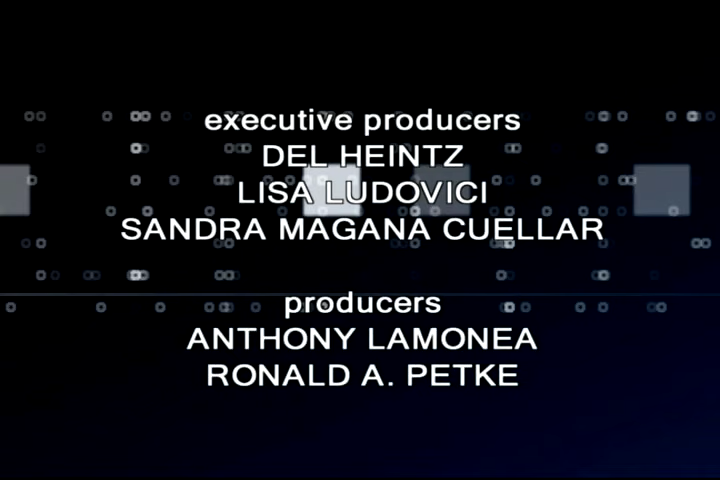 executive producers
DEL HEINTZ
LISA LUDOVICI
SANDRA MAGANA CUELLAR
producers
ANTHONY LAMONEA
RONALD A. PETKE